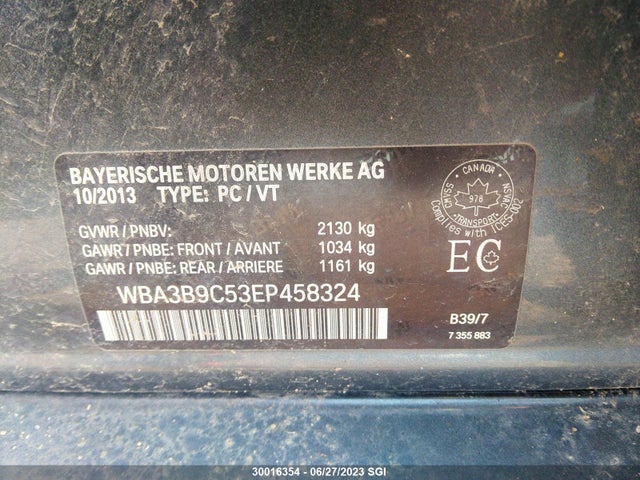 BAYERISCHE MOTOREN WERKE AG
10/2013 TYPE: PC / VT
GVWR / PNBV: 2130 kg
GAWR / PNBE: FRONT / AVANT 1034 kg
GAWR / PNBE: REAR / ARRIERE 1161 kg
WBA3B9C53EP458324
CANADA
CMVSS NSVAC
978
TRANSPORT
Complies with ICES-002
EC
B39/7
7 355 883
30016354 - 06/27/2023 SGI